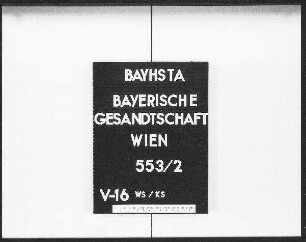 BAYHSTA
BAYERISCHE
GESANDTSCHAFT
WIEN
553/2
V-16 WS/KS